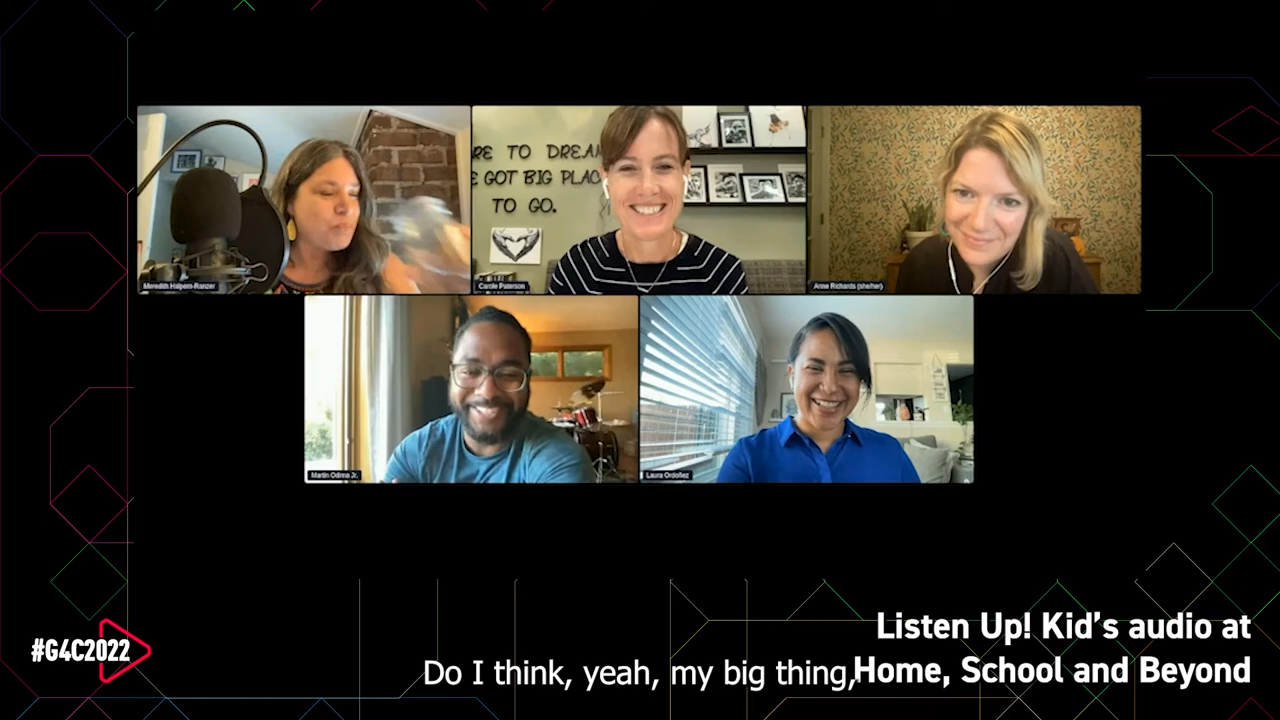 RE TO DREAM
E GOT BIG PLAC
TO GO.
Meredith Halpern-Ranzer
Carole Paterson
Anne Richards (she/her)
Martin Odima Jr.
Laura Ordoñez
#G4C2022
Listen Up! Kid's audio at
Home, School and Beyond
Do I think, yeah, my big thing,